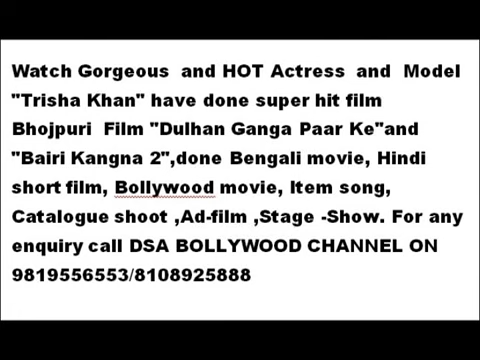 Watch Gorgeous and HOT Actress and Model
"Trisha Khan" have done super hit film
Bhojpuri Film "Dulhan Ganga Paar Ke"and
"Bairi Kangna 2",done Bengali movie, Hindi
short film, Bollywood movie, Item song,
Catalogue shoot ,Ad-film ,Stage -Show. For any
enquiry call DSA BOLLYWOOD CHANNEL ON
9819556553/8108925888